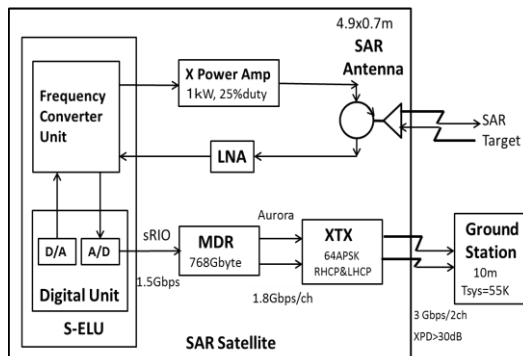 4.9x0.7m
SAR
Antenna
X Power Amp
1kW, 25%duty
Frequency
Converter
Unit
SAR
Target
LNA
D/A
A/D
Digital Unit
S-ELU
sRIO
1.5Gbps
MDR
768Gbyte
Aurora
1.8Gbps/ch
XTX
64APSK
RHCP&LHCP
Ground
Station
10m
Tsys=55K
3 Gbps/2ch
XPD>30dB
SAR Satellite